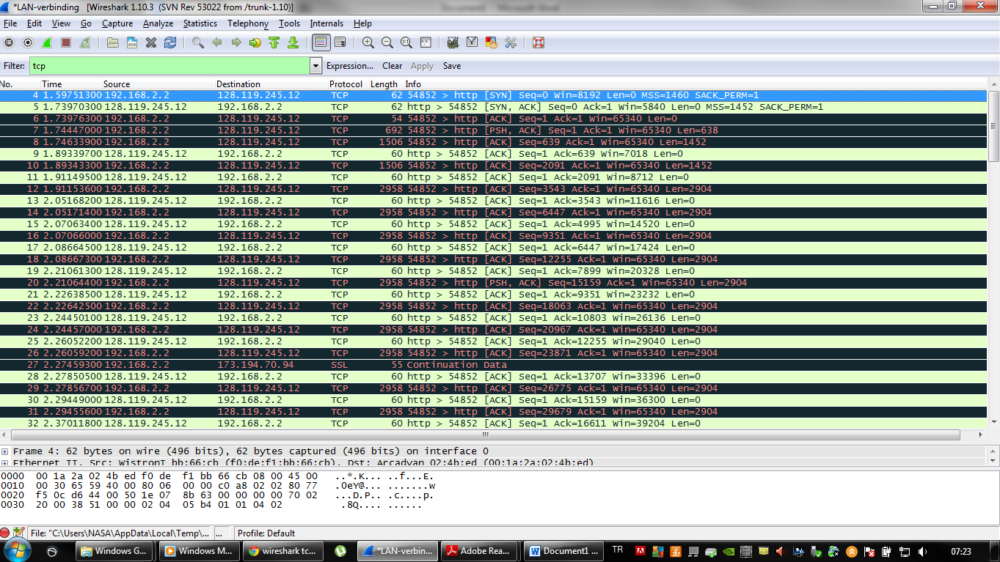 *LAN-verbinding [Wireshark 1.10.3 (SVN Rev 53022 from /trunk-1.10)]
File Edit View Go Capture Analyze Statistics Telephony Tools Internals Help
Filter: tcp Expression... Clear Apply Save
No. Time Source Destination Protocol Length Info
4 1.59751300 192.168.2.2 128.119.245.12 TCP 62 54852 > http [SYN] Seq=0 Win=8192 Len=0 MSS=1460 SACK_PERM=1
5 1.73970300 128.119.245.12 192.168.2.2 TCP 62 http > 54852 [SYN, ACK] Seq=0 Ack=1 Win=5840 Len=0 MSS=1452 SACK_PERM=1
6 1.73976300 192.168.2.2 128.119.245.12 TCP 54 54852 > http [ACK] Seq=1 Ack=1 Win=65340 Len=0
7 1.74447000 192.168.2.2 128.119.245.12 TCP 692 54852 > http [PSH, ACK] Seq=1 Ack=1 Win=65340 Len=638
8 1.74633900 192.168.2.2 128.119.245.12 TCP 1506 54852 > http [ACK] Seq=639 Ack=1 Win=65340 Len=1452
9 1.89339700 128.119.245.12 192.168.2.2 TCP 60 http > 54852 [ACK] Seq=1 Ack=639 Win=7018 Len=0
10 1.89343300 192.168.2.2 128.119.245.12 TCP 1506 54852 > http [ACK] Seq=2091 Ack=1 Win=65340 Len=1452
11 1.91149500 128.119.245.12 192.168.2.2 TCP 60 http > 54852 [ACK] Seq=1 Ack=2091 Win=8712 Len=0
12 1.91153600 192.168.2.2 128.119.245.12 TCP 2958 54852 > http [ACK] Seq=3543 Ack=1 Win=65340 Len=2904
13 2.05168200 128.119.245.12 192.168.2.2 TCP 60 http > 54852 [ACK] Seq=1 Ack=3543 Win=11616 Len=0
14 2.05171400 192.168.2.2 128.119.245.12 TCP 2958 54852 > http [ACK] Seq=6447 Ack=1 Win=65340 Len=2904
15 2.07063400 128.119.245.12 192.168.2.2 TCP 60 http > 54852 [ACK] Seq=1 Ack=4995 Win=14520 Len=0
16 2.07066000 192.168.2.2 128.119.245.12 TCP 2958 54852 > http [ACK] Seq=9351 Ack=1 Win=65340 Len=2904
17 2.08664500 128.119.245.12 192.168.2.2 TCP 60 http > 54852 [ACK] Seq=1 Ack=6447 Win=17424 Len=0
18 2.08667300 192.168.2.2 128.119.245.12 TCP 2958 54852 > http [ACK] Seq=12255 Ack=1 Win=65340 Len=2904
19 2.21061300 128.119.245.12 192.168.2.2 TCP 60 http > 54852 [ACK] Seq=1 Ack=7899 Win=20328 Len=0
20 2.21064400 192.168.2.2 128.119.245.12 TCP 2958 54852 > http [PSH, ACK] Seq=15159 Ack=1 Win=65340 Len=2904
21 2.22638500 128.119.245.12 192.168.2.2 TCP 60 http > 54852 [ACK] Seq=1 Ack=9351 Win=23232 Len=0
22 2.22642500 192.168.2.2 128.119.245.12 TCP 2958 54852 > http [ACK] Seq=18063 Ack=1 Win=65340 Len=2904
23 2.24450100 128.119.245.12 192.168.2.2 TCP 60 http > 54852 [ACK] Seq=1 Ack=10803 Win=26136 Len=0
24 2.24457000 192.168.2.2 128.119.245.12 TCP 2958 54852 > http [ACK] Seq=20967 Ack=1 Win=65340 Len=2904
25 2.26052200 128.119.245.12 192.168.2.2 TCP 60 http > 54852 [ACK] Seq=1 Ack=12255 Win=29040 Len=0
26 2.26059200 192.168.2.2 128.119.245.12 TCP 2958 54852 > http [ACK] Seq=23871 Ack=1 Win=65340 Len=2904
27 2.27459300 192.168.2.2 173.194.70.94 SSL 55 Continuation Data
28 2.27850500 128.119.245.12 192.168.2.2 TCP 60 http > 54852 [ACK] Seq=1 Ack=13707 Win=33396 Len=0
29 2.27856700 192.168.2.2 128.119.245.12 TCP 2958 54852 > http [ACK] Seq=26775 Ack=1 Win=65340 Len=2904
30 2.29449000 128.119.245.12 192.168.2.2 TCP 60 http > 54852 [ACK] Seq=1 Ack=15159 Win=36300 Len=0
31 2.29455600 192.168.2.2 128.119.245.12 TCP 2958 54852 > http [ACK] Seq=29679 Ack=1 Win=65340 Len=2904
32 2.37011800 128.119.245.12 192.168.2.2 TCP 60 http > 54852 [ACK] Seq=1 Ack=16611 Win=39204 Len=0
Frame 4: 62 bytes on wire (496 bits), 62 bytes captured (496 bits) on interface 0
Ethernet II, Src: WistronI_bb:66:cb (f0:de:f1:bb:66:cb), Dst: Arcadyan_02:4b:ed (00:1a:2a:02:4b:ed)
0000 00 1a 2a 02 4b ed f0 de f1 bb 66 cb 08 00 45 00 ..*.K... ..f...E.
0010 00 30 65 59 40 00 80 06 00 00 c0 a8 02 02 80 77 .0eY@... .......w
0020 f5 0c d6 44 00 50 1e 07 8b 63 00 00 00 00 70 02 ...D.P.. .c....p.
0030 20 00 38 51 00 00 02 04 05 b4 01 01 04 02 .8Q..... ......
File: "C:\Users\NASA\AppData\Local\Temp\... ... Profile: Default
Windows G... Windows M... wireshark tc... *LAN-verbin... Adobe Rea... Document1 ... TR 07:23